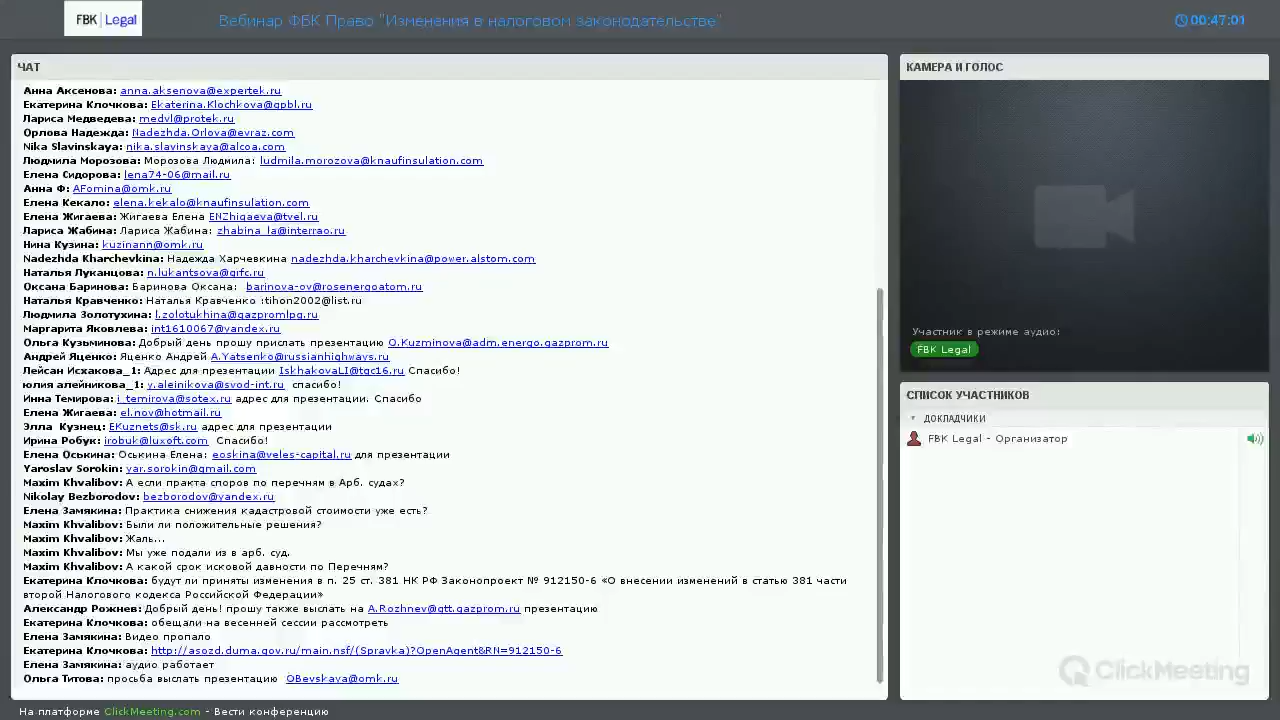 FBK Legal
Вебинар ФБК Право "Изменения в налоговом законодательстве"
00:47:01
ЧАТ
Анна Аксенова: anna.aksenova@expertek.ru
Екатерина Клочкова: Ekaterina.Klochkova@gpbl.ru
Лариса Медведева: medvl@protek.ru
Орлова Надежда: Nadezhda.Orlova@evraz.com
Nika Slavinskaya: nika.slavinskaya@alcoa.com
Людмила Морозова: Морозова Людмила: ludmila.morozova@knaufinsulation.com
Елена Сидорова: lena74-06@mail.ru
Анна Ф: AFomina@omk.ru
Елена Кекало: elena.kekalo@knaufinsulation.com
Елена Жигаева: Жигаева Елена ENZhigaeva@tvel.ru
Лариса Жабина: Лариса Жабина: zhabina_la@interrao.ru
Нина Кузина: kuzinann@omk.ru
Nadezhda Kharchevkina: Надежда Харчевкина nadezhda.kharchevkina@power.alstom.com
Наталья Луканцова: n.lukantsova@grfc.ru
Оксана Баринова: Баринова Оксана: barinova-ov@rosenergoatom.ru
Наталья Кравченко: Наталья Кравченко :tihon2002@list.ru
Людмила Золотухина: l.zolotukhina@gazpromlpg.ru
Маргарита Яковлева: int1610067@yandex.ru
Ольга Кузьминова: Добрый день прошу прислать презентацию O.Kuzminova@adm.energo.gazprom.ru
Андрей Яценко: Яценко Андрей A.Yatsenko@russianhighways.ru
Лейсан Исхакова_1: Адрес для презентации IskhakovaLI@tgc16.ru Спасибо!
юлия алейникова_1: y.aleinikova@svod-int.ru спасибо!
Инна Темирова: i_temirova@sotex.ru адрес для презентации. Спасибо
Елена Жигаева: el.nov@hotmail.ru
Элла Кузнец: EKuznets@sk.ru адрес для презентации
Ирина Робук: irobuk@luxoft.com Спасибо!
Елена Оськина: Оськина Елена: eoskina@veles-capital.ru для презентации
Yaroslav Sorokin: yar.sorokin@gmail.com
Maxim Khvalibov: А если практа споров по перечням в Арб. судах?
Nikolay Bezborodov: bezborodov@yandex.ru
Елена Замякина: Практика снижения кадастровой стоимости уже есть?
Maxim Khvalibov: Были ли положительные решения?
Maxim Khvalibov: Жаль...
Maxim Khvalibov: Мы уже подали из в арб. суд.
Maxim Khvalibov: А какой срок исковой давности по Перечням?
Екатерина Клочкова: будут ли приняты изменения в п. 25 ст. 381 НК РФ Законопроект № 912150-6 «О внесении изменений в статью 381 части
второй Налогового кодекса Российской Федерации»
Александр Рожнев: Добрый день! прошу также выслать на A.Rozhnev@gtt.gazprom.ru презентацию
Екатерина Клочкова: обещали на весенней сессии рассмотреть
Елена Замякина: Видео пропало
Екатерина Клочкова: http://asozd.duma.gov.ru/main.nsf/(Spravka)?OpenAgent&RN=912150-6
Елена Замякина: аудио работает
Ольга Титова: просьба выслать презентацию OBevskaya@omk.ru
КАМЕРА И ГОЛОС
Участник в режиме аудио:
FBK Legal
СПИСОК УЧАСТНИКОВ
ДОКЛАДЧИКИ
FBK Legal - Организатор
ClickMeeting
На платформе ClickMeeting.com - Вести конференцию